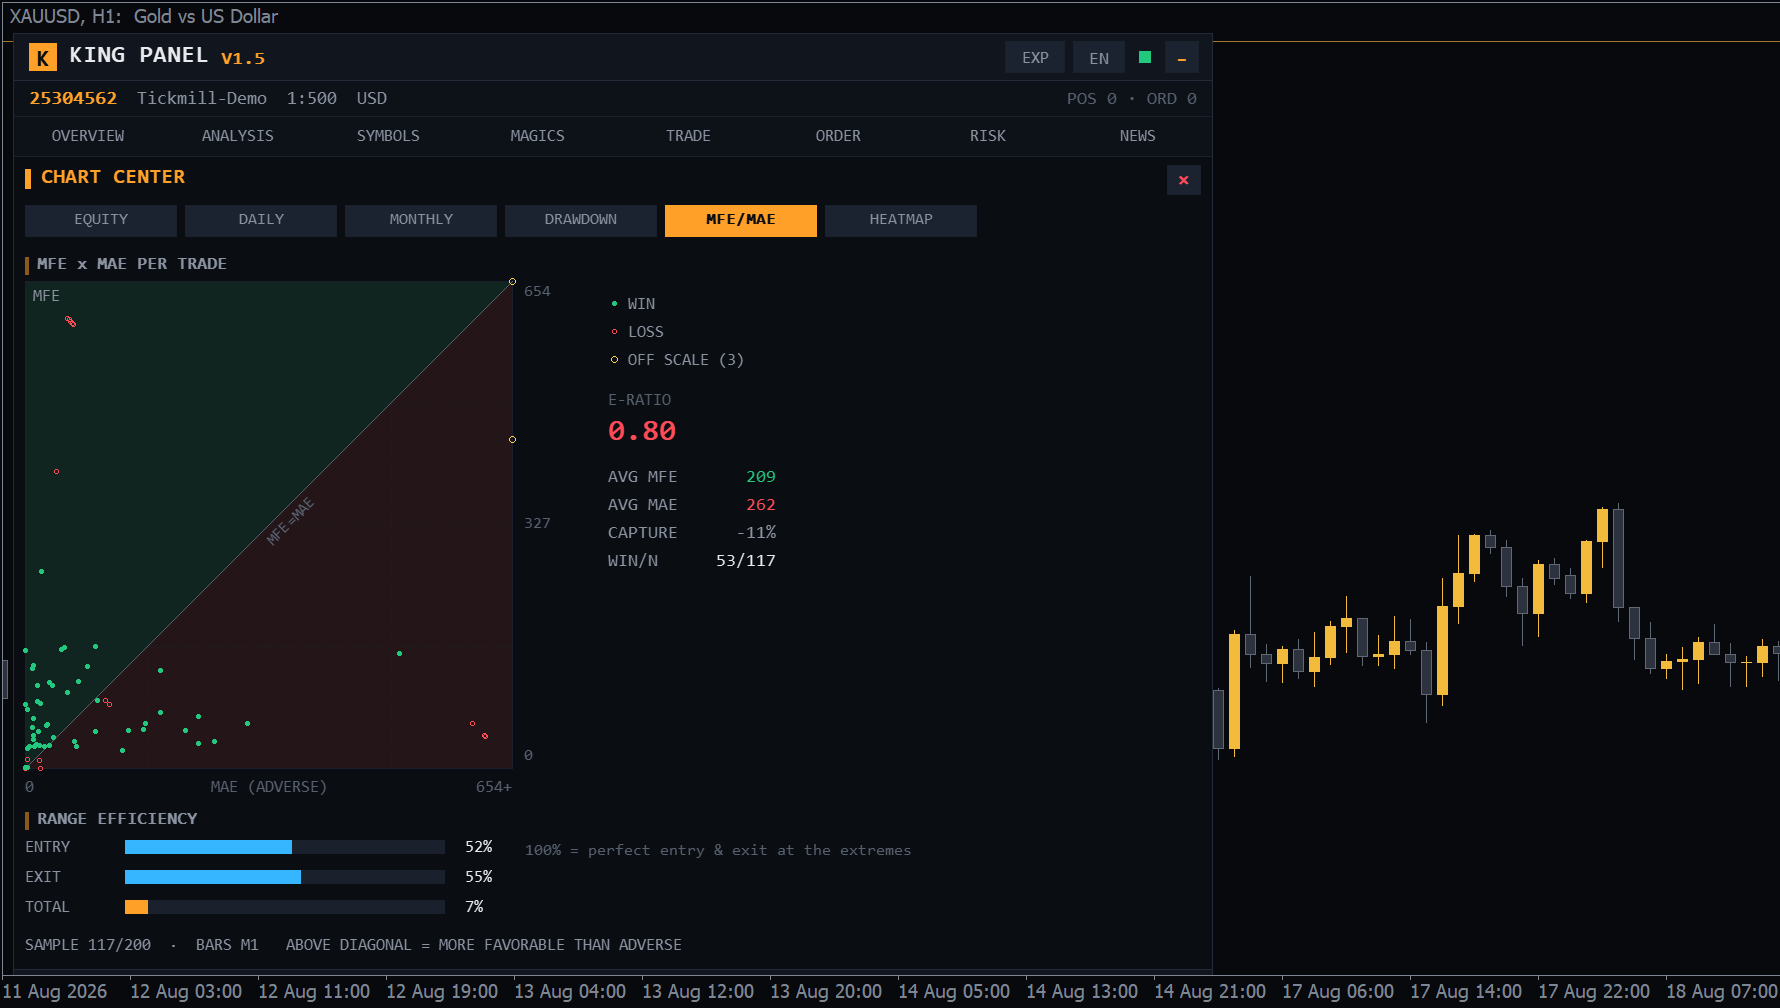 XAUUSD, H1: Gold vs US Dollar
K KING PANEL V1.5 EXP EN –
25304562 Tickmill-Demo 1:500 USD POS 0 · ORD 0
OVERVIEW ANALYSIS SYMBOLS MAGICS TRADE ORDER RISK NEWS
CHART CENTER ×
EQUITY DAILY MONTHLY DRAWDOWN MFE/MAE HEATMAP
MFE x MAE PER TRADE
MFE
654
327
0
MFE=MAE
0 MAE (ADVERSE) 654+
WIN
LOSS
OFF SCALE (3)
E-RATIO
0.80
AVG MFE 209
AVG MAE 262
CAPTURE -11%
WIN/N 53/117
RANGE EFFICIENCY
ENTRY 52% 100% = perfect entry & exit at the extremes
EXIT 55%
TOTAL 7%
SAMPLE 117/200 · BARS M1 ABOVE DIAGONAL = MORE FAVORABLE THAN ADVERSE
11 Aug 2026 12 Aug 03:00 12 Aug 11:00 12 Aug 19:00 13 Aug 04:00 13 Aug 12:00 13 Aug 20:00 14 Aug 05:00 14 Aug 13:00 14 Aug 21:00 17 Aug 06:00 17 Aug 14:00 17 Aug 22:00 18 Aug 07:00